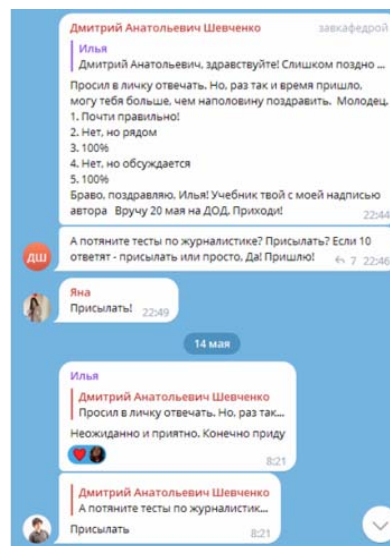 Дмитрий Анатольевич Шевченко завкафедрой
Илья
Дмитрий Анатольевич, здравствуйте! Слишком поздно ...
Просил в личку отвечать. Но, раз так и время пришло,
могу тебя больше, чем наполовину поздравить. Молодец.
1. Почти правильно!
2. Нет, но рядом
3. 100%
4. Нет, но обсуждается
5. 100%
Браво, поздравляю. Илья! Учебник твой с моей надписью
автора Вручу 20 мая на ДОД. Приходи!
22:44
А потяните тесты по журналистике? Присылать? Если 10
ответят - присылать или просто, Да! Пришлю!
7 22:46
ДШ
Яна
Присылать! 22:49
14 мая
Илья
Дмитрий Анатольевич Шевченко
Просил в личку отвечать. Но, раз так...
Неожиданно и приятно. Конечно приду
8:21
Дмитрий Анатольевич Шевченко
А потяните тесты по журналистик...
Присылать
8:21